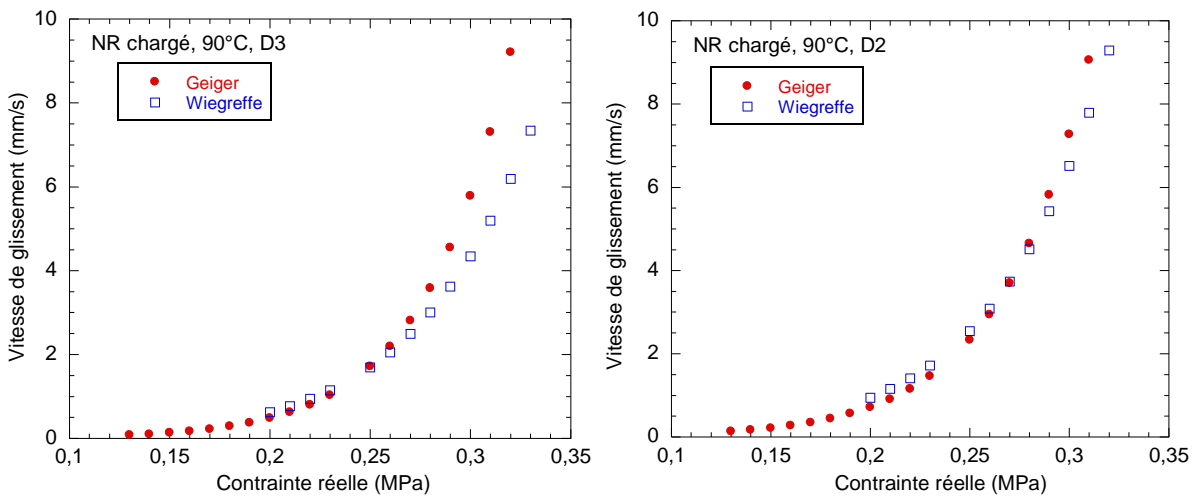 NR chargé, 90°C, D3
Geiger
Wiegreffe
Vitesse de glissement (mm/s)
10
8
6
4
2
0
0,1
0,15
0,2
0,25
0,3
0,35
Contrainte réelle (MPa)
NR chargé, 90°C, D2
Geiger
Wiegreffe
Vitesse de glissement (mm/s)
10
8
6
4
2
0
0,1
0,15
0,2
0,25
0,3
0,35
Contrainte réelle (MPa)